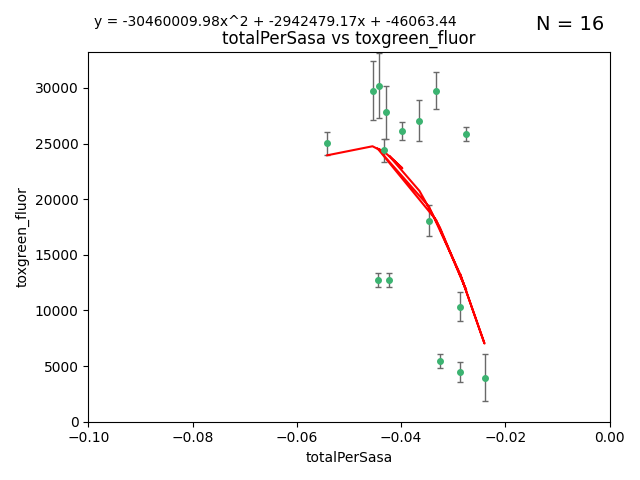 y = -30460009.98x^2 + -2942479.17x + -46063.44
N = 16
totalPerSasa vs toxgreen_fluor
toxgreen_fluor
30000
25000
20000
15000
10000
5000
0
−0.10
−0.08
−0.06
−0.04
−0.02
0.00
totalPerSasa